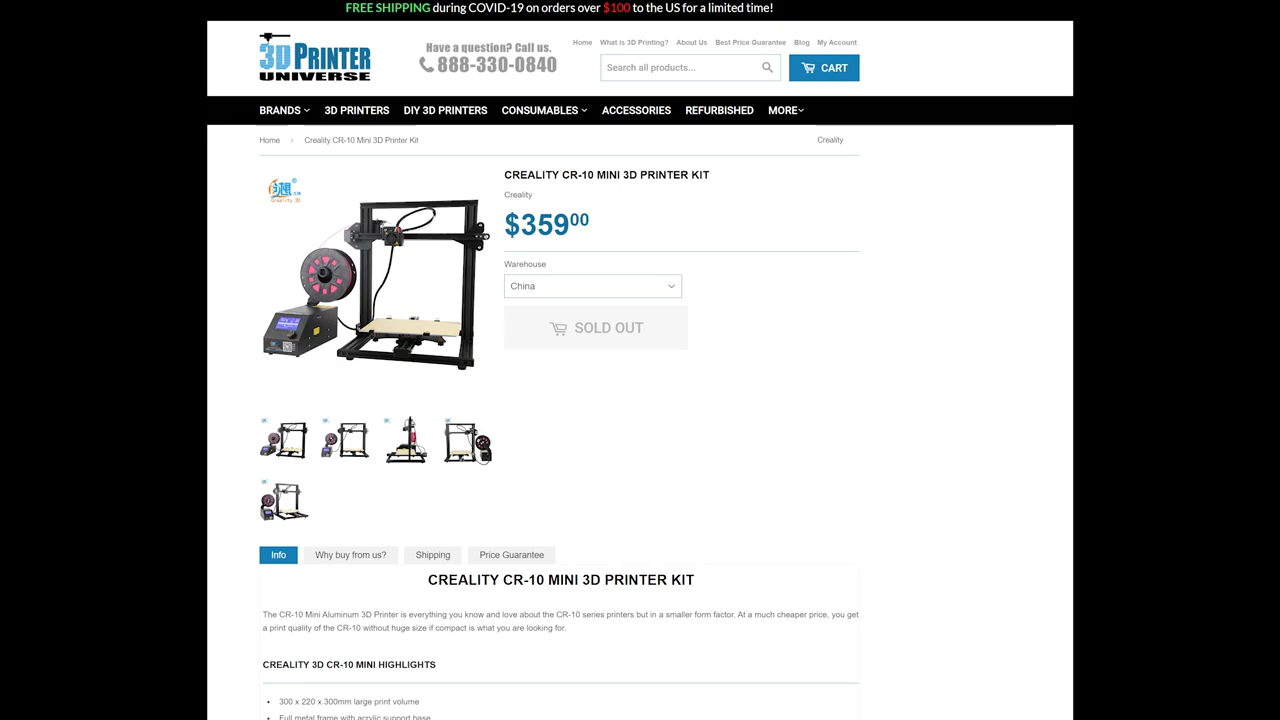 FREE SHIPPING during COVID-19 on orders over $100 to the US for a limited time!
3D PRINTER
UNIVERSE
Have a question? Call us.
888-330-0840
Home What is 3D Printing? About Us Best Price Guarantee Blog My Account
Search all products...
CART
BRANDS 3D PRINTERS DIY 3D PRINTERS CONSUMABLES ACCESSORIES REFURBISHED MORE
Home › Creality CR-10 Mini 3D Printer Kit
Creality
Creality 3D
CREALITY CR-10 MINI 3D PRINTER KIT
Creality
$35900
Warehouse
China
SOLD OUT
Info Why buy from us? Shipping Price Guarantee
CREALITY CR-10 MINI 3D PRINTER KIT
The CR-10 Mini Aluminum 3D Printer is everything you know and love about the CR-10 series printers but in a smaller form factor. At a much cheaper price, you get
a print quality of the CR-10 without huge size if compact is what you are looking for.
CREALITY 3D CR-10 MINI HIGHLIGHTS
• 300 x 220 x 300mm large print volume
• Full metal frame with acrylic support base